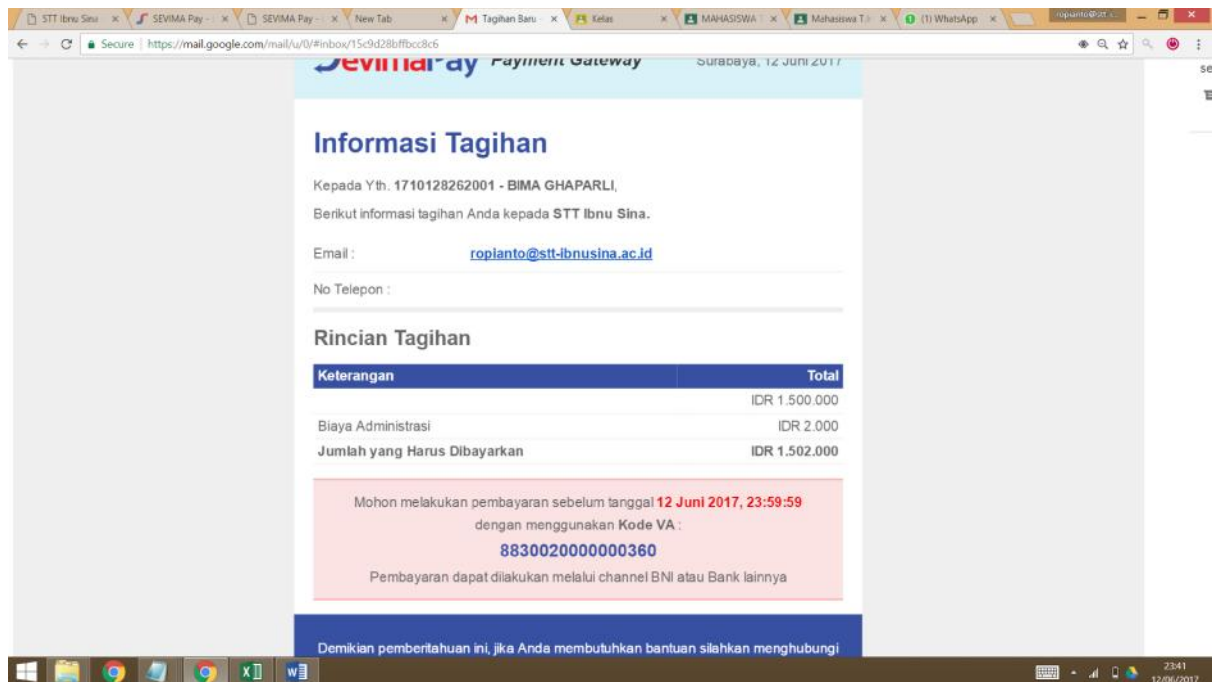 STT Ibnu Sina
SEVIMA Pay -
SEVIMA Pay -
New Tab
Tagihan Baru
Kelas
MAHASISWA T
Mahasiswa T.I
(1) WhatsApp
Secure | https://mail.google.com/mail/u/0/#inbox/15c9d28bffbcc8c6
SevimaPay Payment Gateway Surabaya, 12 Juni 2017
se
Informasi Tagihan
Kepada Yth. 1710128262001 - BIMA GHAPARLI,
Berikut informasi tagihan Anda kepada STT Ibnu Sina.
Email : ropianto@stt-ibnusina.ac.id
No Telepon :
Rincian Tagihan
Keterangan Total
IDR 1.500.000
Biaya Administrasi IDR 2.000
Jumlah yang Harus Dibayarkan IDR 1.502.000
Mohon melakukan pembayaran sebelum tanggal 12 Juni 2017, 23:59:59
dengan menggunakan Kode VA :
8830020000000360
Pembayaran dapat dilakukan melalui channel BNI atau Bank lainnya
Demikian pemberitahuan ini, jika Anda membutuhkan bantuan silahkan menghubungi
23:41
12/06/2017